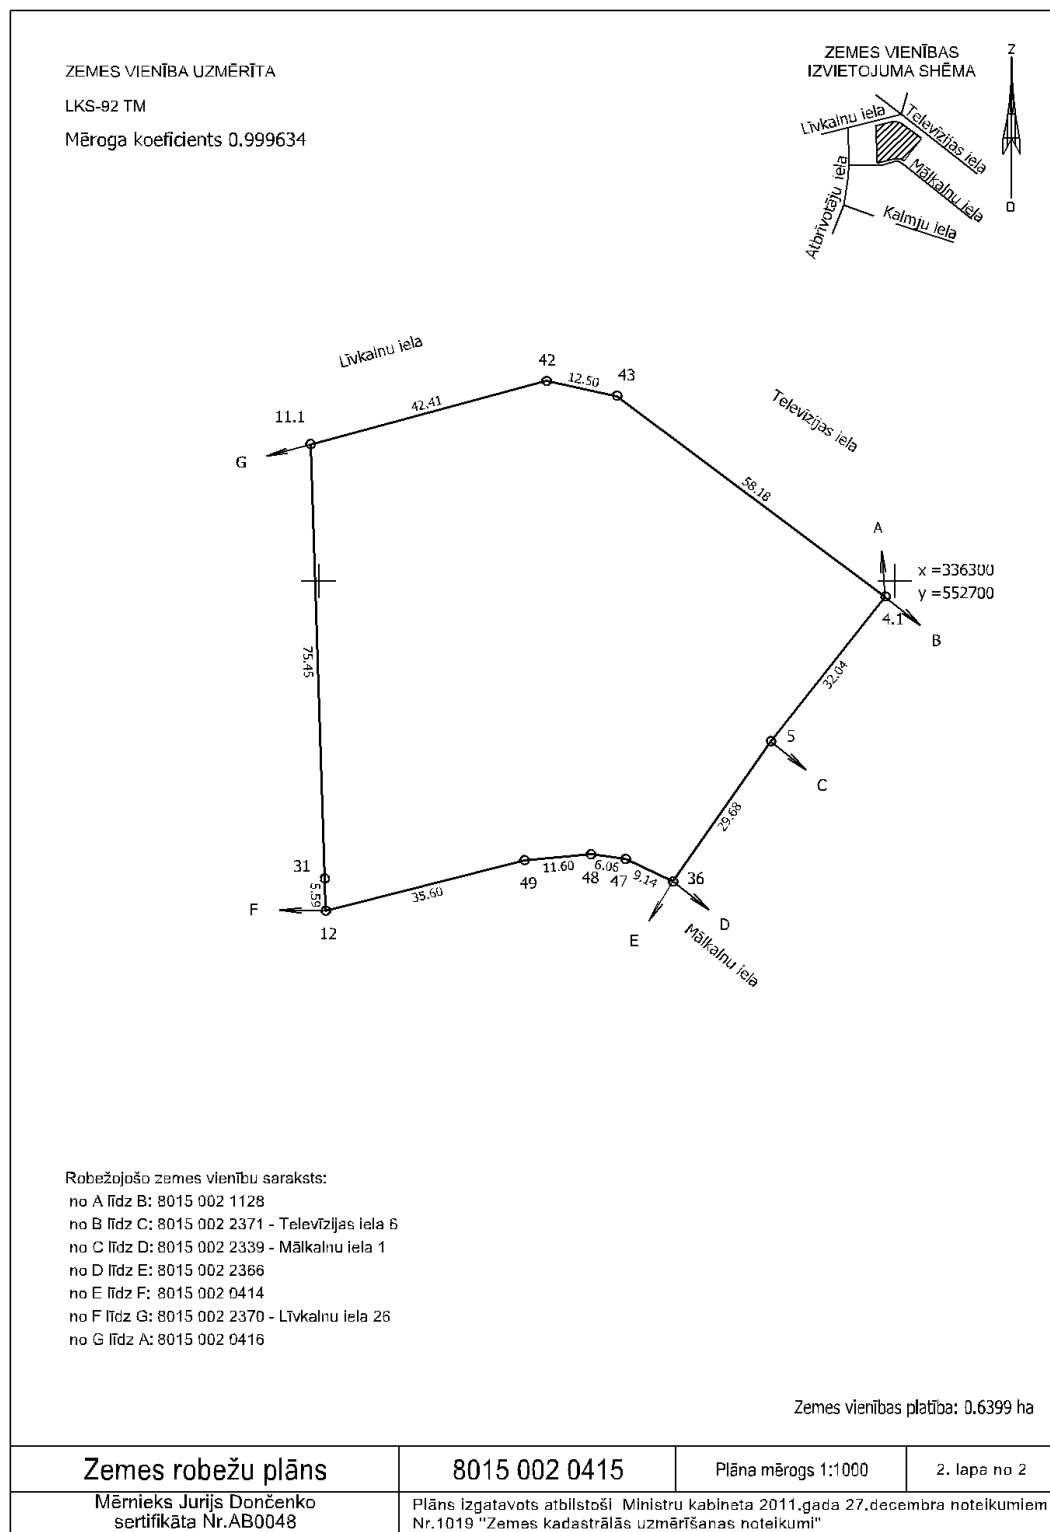 ZEMES VIENĪBA UZMĒRĪTA
LKS-92 TM
Mēroga koeficients 0.999634
ZEMES VIENĪBAS
IZVIETOJUMA SHĒMA
Z
D
Līvkalnu iela
Televīzijas iela
Mālkalnu iela
Atbrīvotāju iela
Kalmju iela
Līvkalnu iela
42
12.50
43
42.41
11.1
G
Televīzijas iela
58.18
A
x =336300
y =552700
4.1
B
75.45
32.04
5
C
29.68
31
5.59
F
12
35.60
49
11.60
48
6.06
47
9.14
36
D
E
Mālkalnu iela
Robežojošo zemes vienību saraksts:
no A līdz B: 8015 002 1128
no B līdz C: 8015 002 2371 - Televīzijas iela 6
no C līdz D: 8015 002 2339 - Mālkalnu iela 1
no D līdz E: 8015 002 2366
no E līdz F: 8015 002 0414
no F līdz G: 8015 002 2370 - Līvkalnu iela 26
no G līdz A: 8015 002 0416
Zemes vienības platība: 0.6399 ha
Zemes robežu plāns
8015 002 0415
Plāna mērogs 1:1000
2. lapa no 2
Mērnieks Jurijs Dončenko
sertifikāta Nr.AB0048
Plāns izgatavots atbilstoši Ministru kabineta 2011.gada 27.decembra noteikumiem
Nr.1019 "Zemes kadastrālās uzmērīšanas noteikumi"